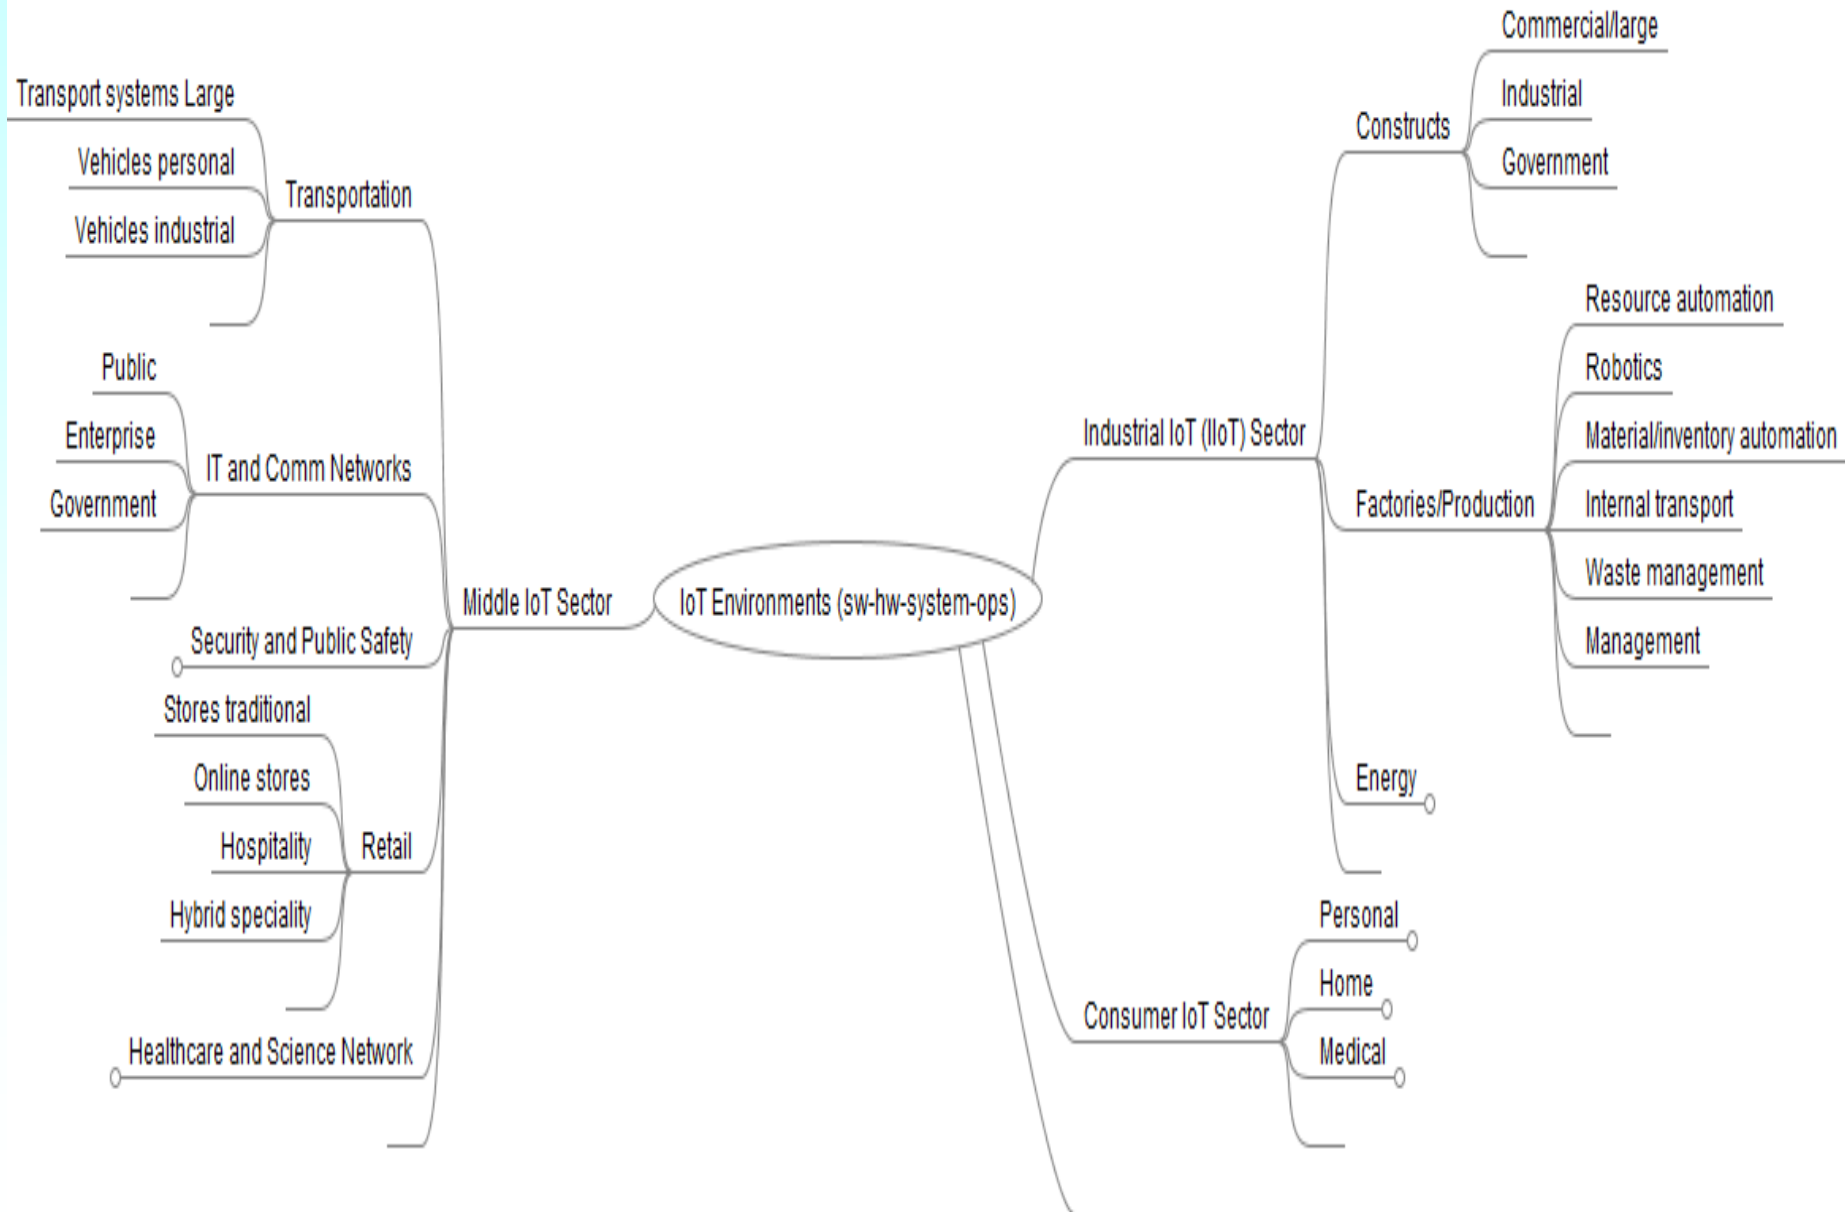 Transport systems Large
Vehicles personal
Vehicles industrial
Transportation
Public
Enterprise
Government
IT and Comm Networks
Security and Public Safety
Stores traditional
Online stores
Hospitality
Hybrid speciality
Retail
Healthcare and Science Network
Middle IoT Sector
IoT Environments (sw-hw-system-ops)
Industrial IoT (IIoT) Sector
Constructs
Commercial/large
Industrial
Government
Factories/Production
Resource automation
Robotics
Material/inventory automation
Internal transport
Waste management
Management
Energy
Consumer IoT Sector
Personal
Home
Medical